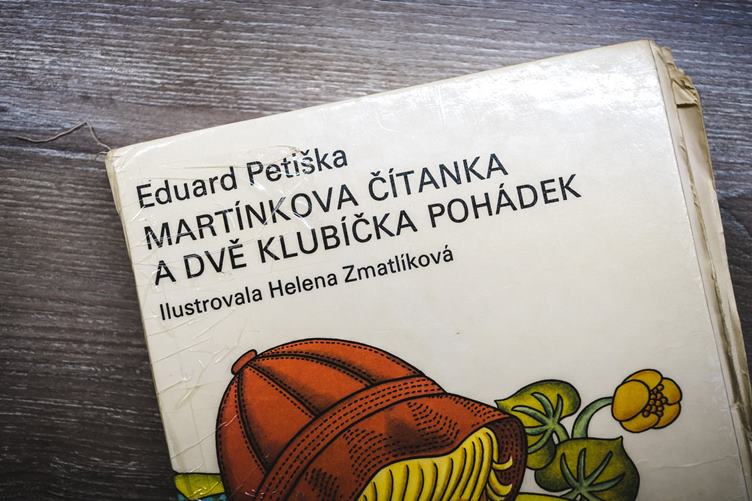 Eduard Petiška
MARTÍNKOVA ČÍTANKA
A DVĚ KLUBÍČKA POHÁDEK
Ilustrovala Helena Zmatlíková